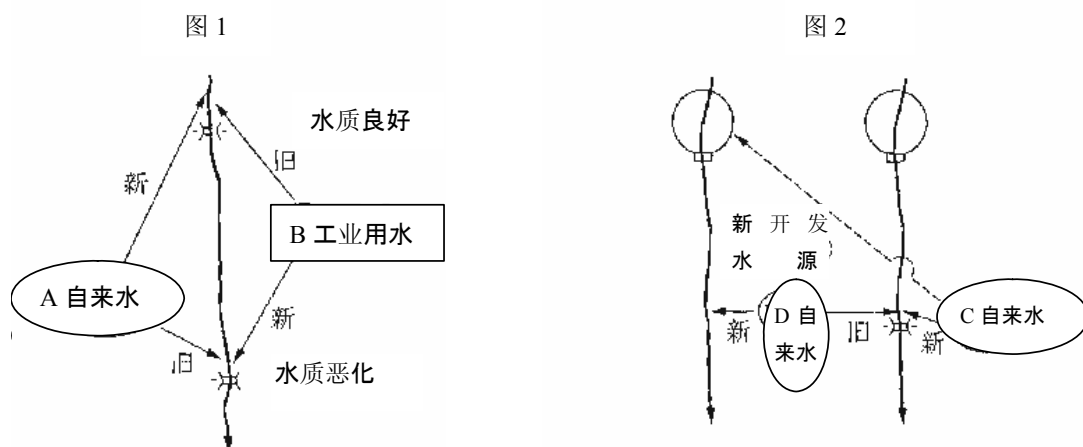 图 1
水质良好
旧
新
B 工业用水
A 自来水
新
旧
水质恶化
图 2
新 开 发
水 源
新
D 自
来水
旧
新
C 自来水